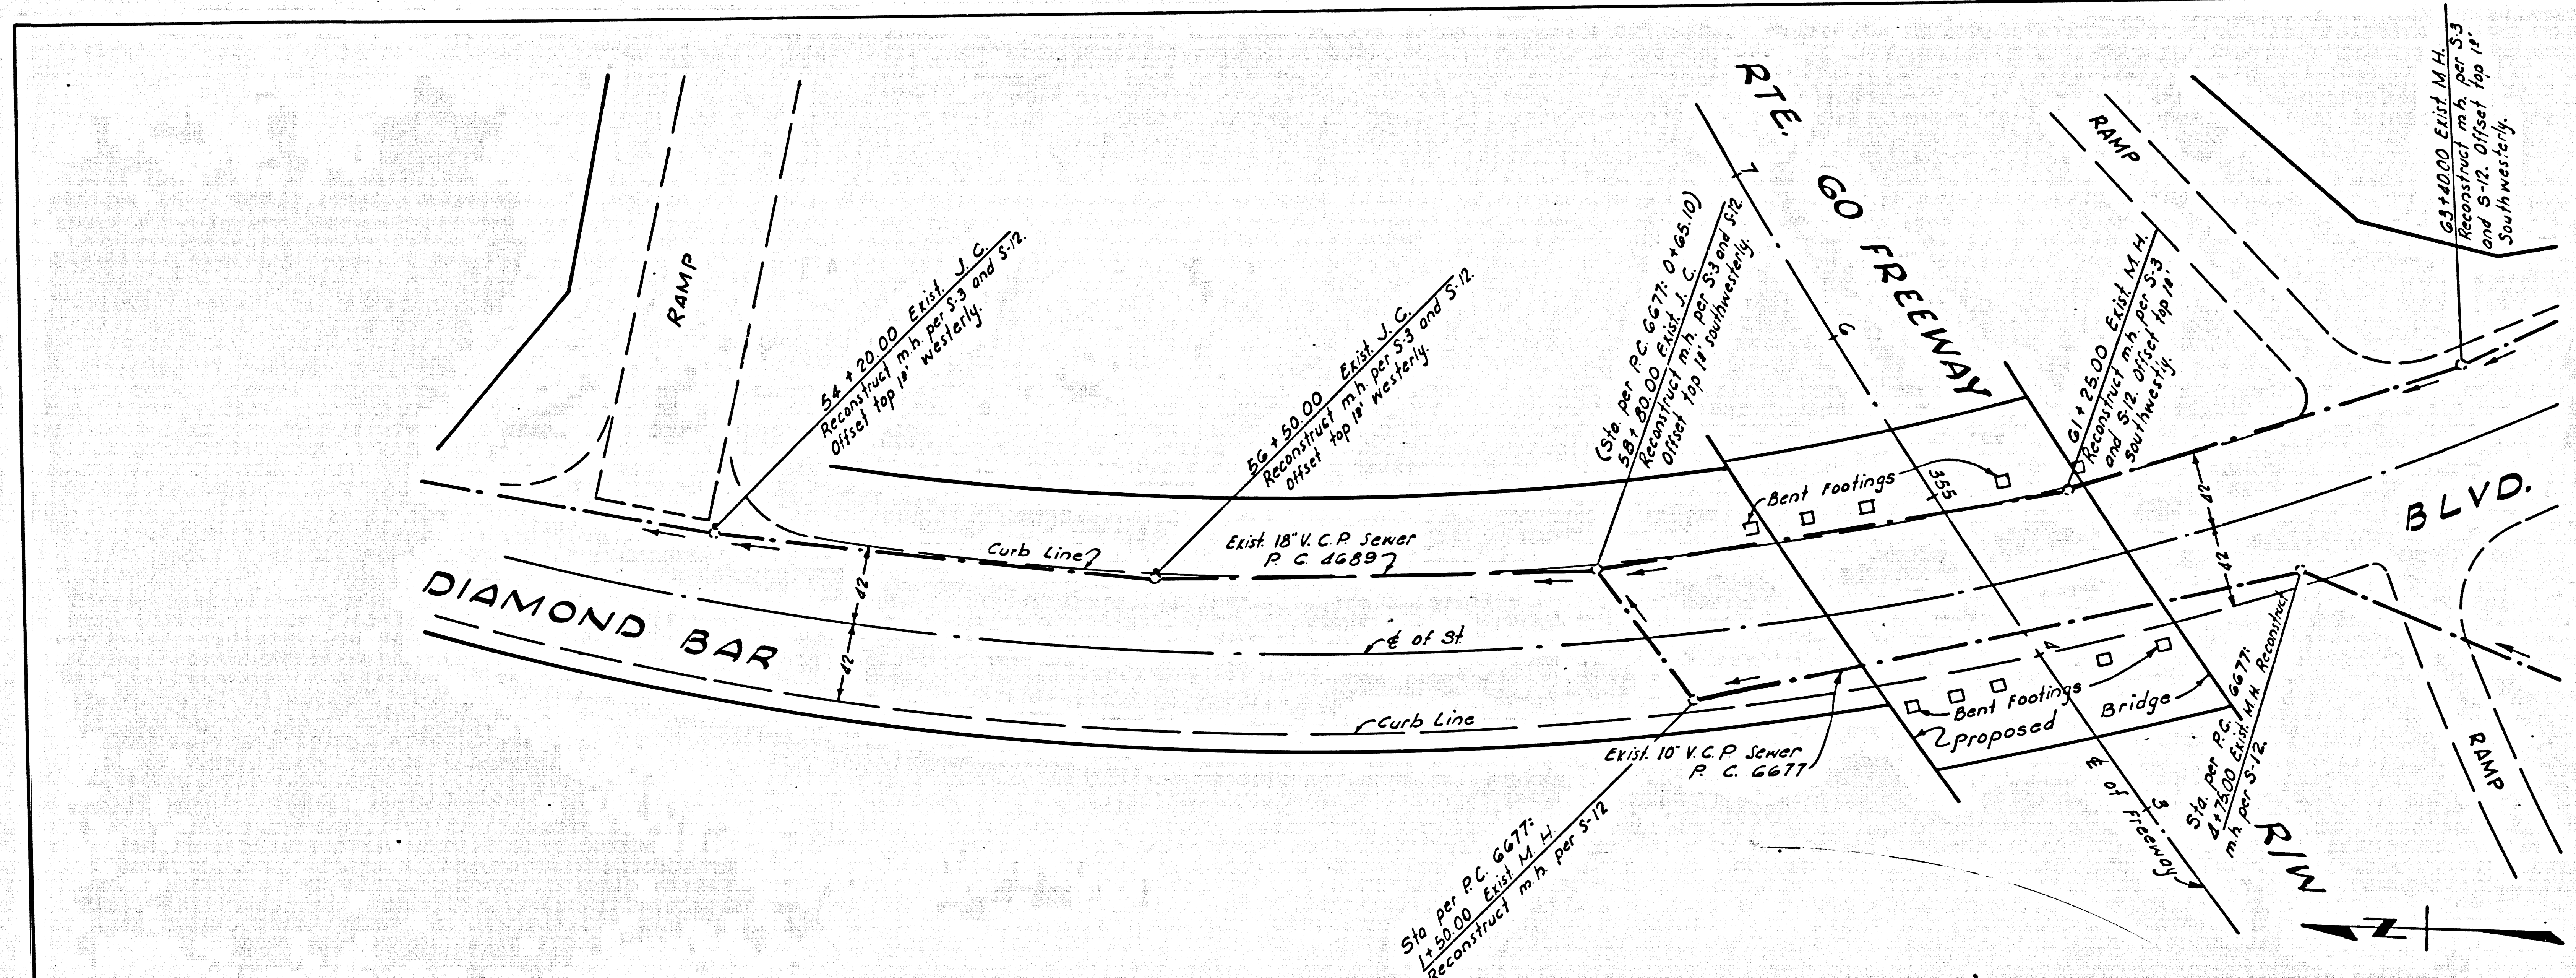 63+40.00 Exist. M.H.
Reconstruct m.h. per S-3
and S-12. Offset top 18"
Southwesterly.
RTE. 60 FREEWAY
RAMP
RAMP
54 + 20.00 Exist. J. C.
Reconstruct m.h. per S-3 and S-12.
Offset top 18" westerly.
56 + 50.00 Exist. J. C.
Reconstruct m.h. per S-3 and S-12.
Offset top 18" westerly.
(Sta. per P.C. 6677: 0+65.10)
58+ 80.00 Exist. J. C.
Reconstruct m.h. per S-3 and S-12
Offset top 18" southwesterly.
61+25.00 Exist. M.H.
Reconstruct m.h. per S-3
and S-12. Offset top 18"
southwest'ly.
7
6
355
4
3
Bent Footings
Curb Line
Exist. 18" V.C.P. Sewer
P. C. 4689
42
42
42
42
DIAMOND BAR
BLVD.
℄ of St.
Curb Line
Bent Footings
Proposed Bridge
Exist. 10" V.C.P. Sewer
P. C. 6677
℄ of Freeway
Sta. per P.C. 6677:
4+75.00 Exist. M.H. Reconstruct
m.h. per S-12.
R/W
RAMP
Sta per P.C. 6677:
1+50.00 Exist. M. H.
Reconstruct m.h. per S-12
N